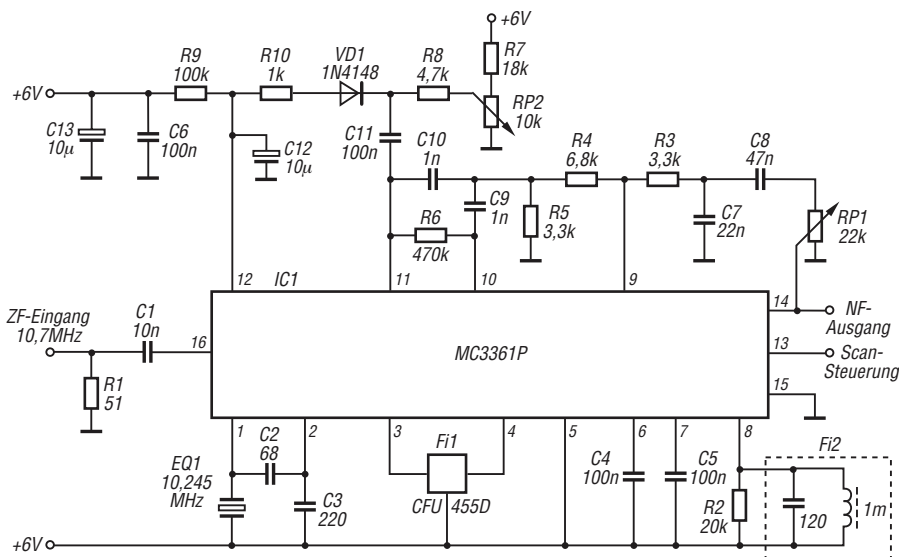 +6V
R7
18k
RP2
10k
R9
100k
R10
1k
VD1
1N4148
R8
4,7k
+6V
C13
10µ
C6
100n
C12
10µ
C11
100n
C10
1n
C9
1n
R6
470k
R5
3,3k
R4
6,8k
R3
3,3k
C8
47n
C7
22n
RP1
22k
12
IC1
11
10
9
ZF-Eingang
10,7MHz
C1
10n
16
R1
51
MC3361P
14
NF-
Ausgang
13
Scan-
Steuerung
15
1
2
3
4
5
6
7
8
EQ1
10,245
MHz
C2
68
C3
220
Fi1
CFU 455D
C4
100n
C5
100n
R2
20k
Fi2
120
1m
+6V